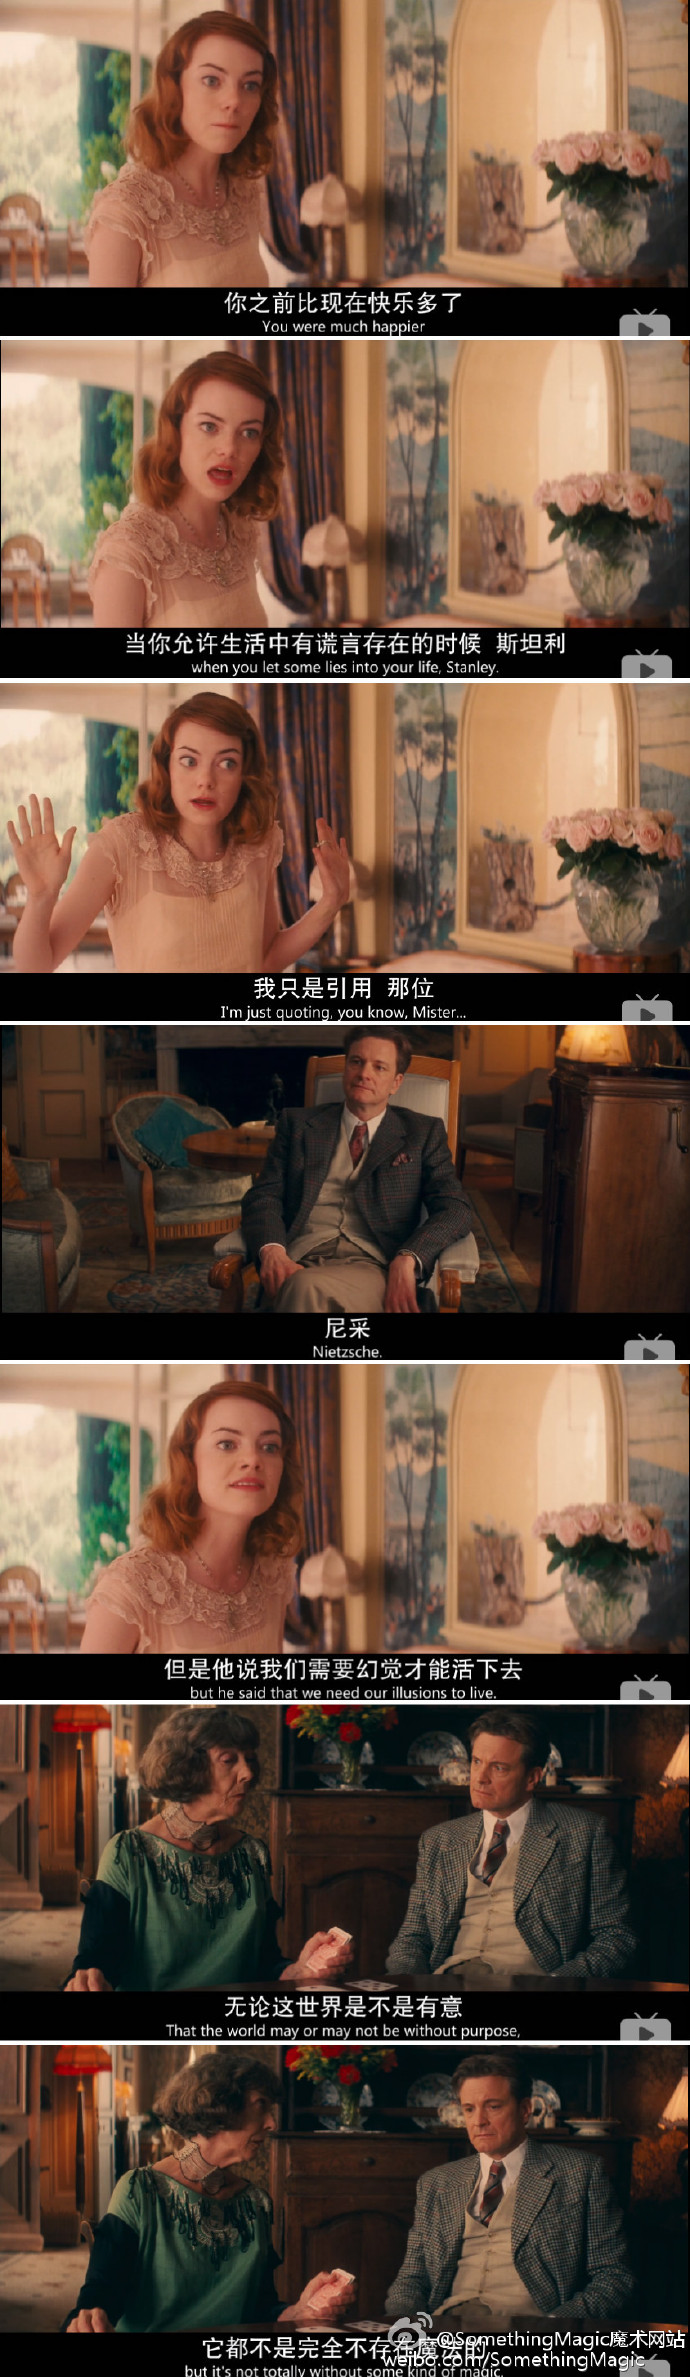 你之前比现在快乐多了
You were much happier
当你允许生活中有谎言存在的时候 斯坦利
when you let some lies into your life, Stanley.
我只是引用 那位
I'm just quoting, you know, Mister...
尼采
Nietzsche.
但是他说我们需要幻觉才能活下去
but he said that we need our illusions to live.
无论这世界是不是有意
That the world may or may not be without purpose,
它都不是完全不存在魔法的
@SomethingMagic魔术网站
weibo.com/SomethingMagic
but it's not totally without some kind of magic.